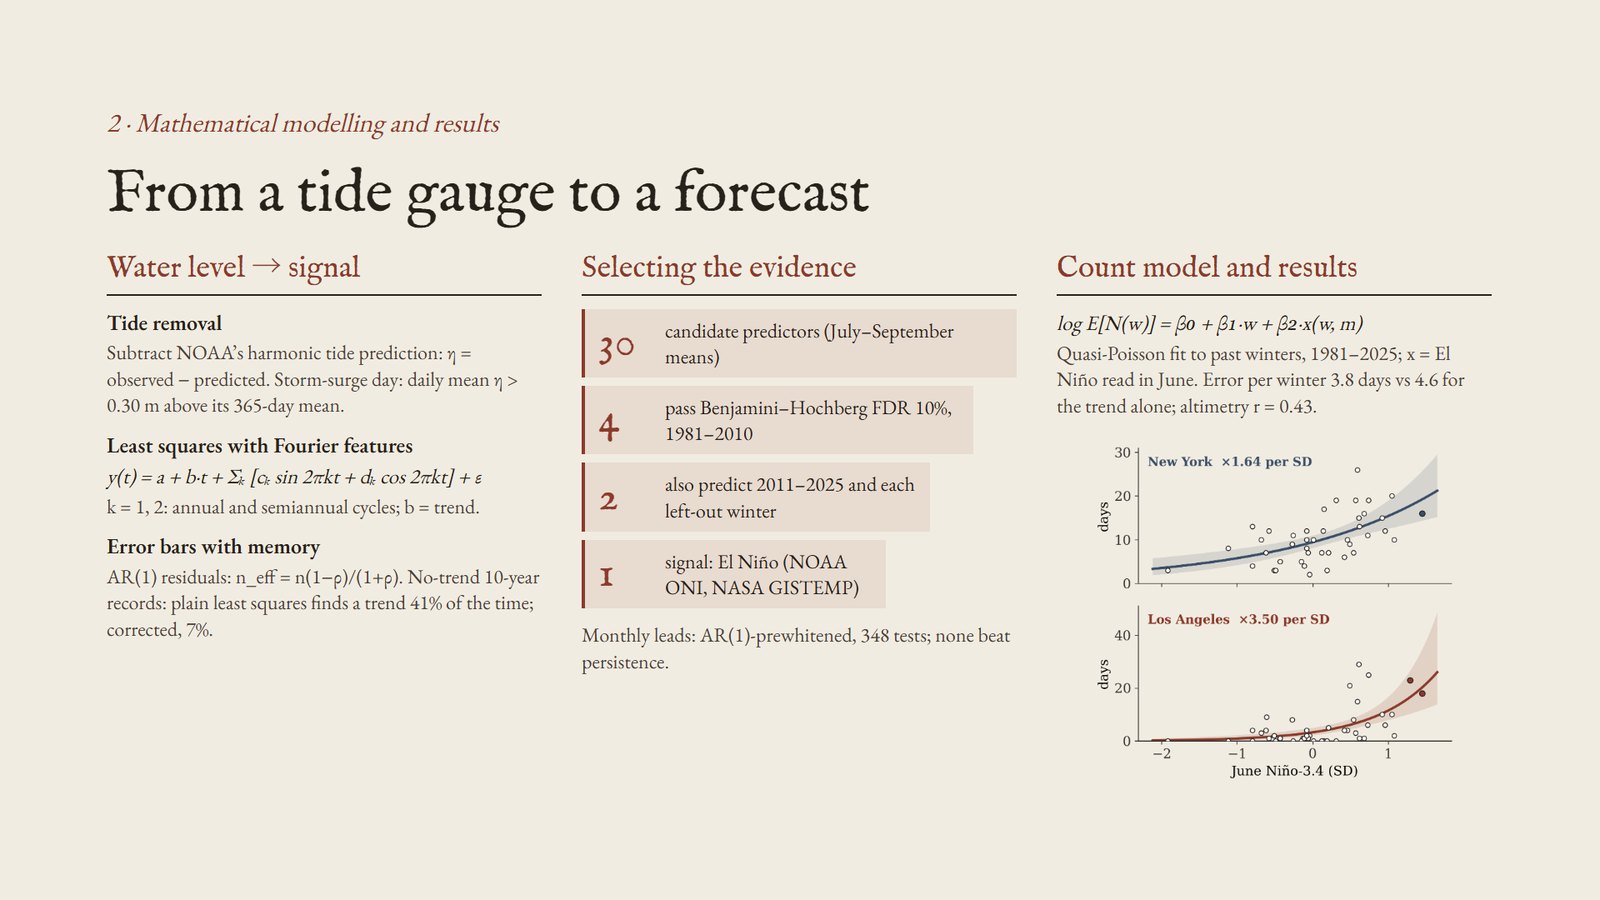 2 · Mathematical modelling and results
From a tide gauge to a forecast
Water level → signal
Tide removal
Subtract NOAA’s harmonic tide prediction: η =
observed − predicted. Storm-surge day: daily mean η >
0.30 m above its 365-day mean.
Least squares with Fourier features
y(t) = a + b·t + Σₖ [cₖ sin 2πkt + dₖ cos 2πkt] + ε
k = 1, 2: annual and semiannual cycles; b = trend.
Error bars with memory
AR(1) residuals: n_eff = n(1−ρ)/(1+ρ). No-trend 10-year
records: plain least squares finds a trend 41% of the time;
corrected, 7%.
Selecting the evidence
30
candidate predictors (July–September
means)
4
pass Benjamini–Hochberg FDR 10%,
1981–2010
2
also predict 2011–2025 and each
left-out winter
1
signal: El Niño (NOAA
ONI, NASA GISTEMP)
Monthly leads: AR(1)-prewhitened, 348 tests; none beat
persistence.
Count model and results
log E[N(w)] = β0 + β1·w + β2·x(w, m)
Quasi-Poisson fit to past winters, 1981–2025; x = El
Niño read in June. Error per winter 3.8 days vs 4.6 for
the trend alone; altimetry r = 0.43.
New York ×1.64 per SD
30
20
10
0
days
Los Angeles ×3.50 per SD
40
20
0
days
−2 −1 0 1
June Niño-3.4 (SD)